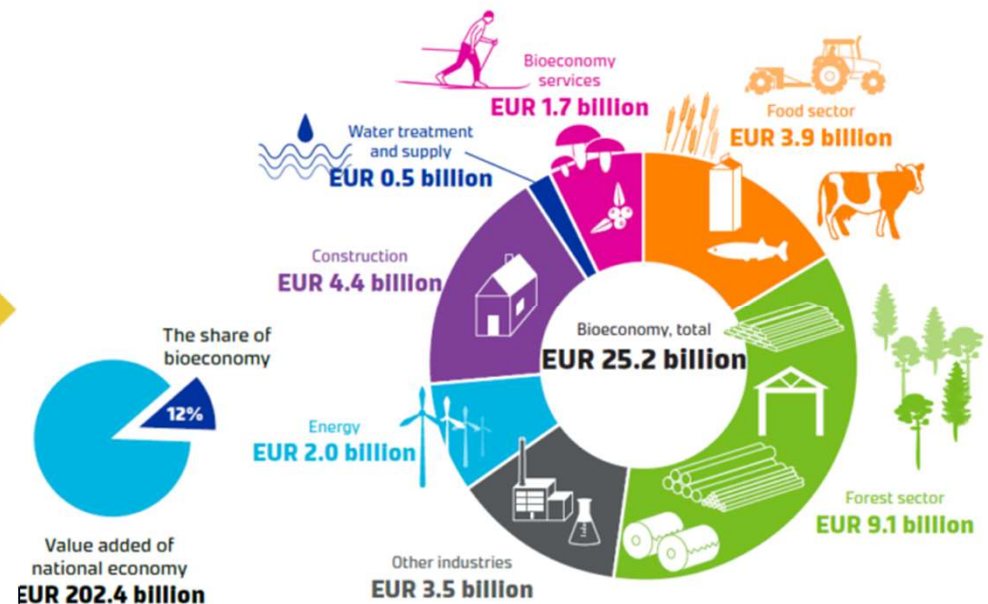 Bioeconomy
services
EUR 1.7 billion
Food sector
EUR 3.9 billion
Water treatment
and supply
EUR 0.5 billion
Construction
EUR 4.4 billion
Bioeconomy, total
EUR 25.2 billion
The share of
bioeconomy
12%
Energy
EUR 2.0 billion
Forest sector
EUR 9.1 billion
Other industries
EUR 3.5 billion
Value added of
national economy
EUR 202.4 billion